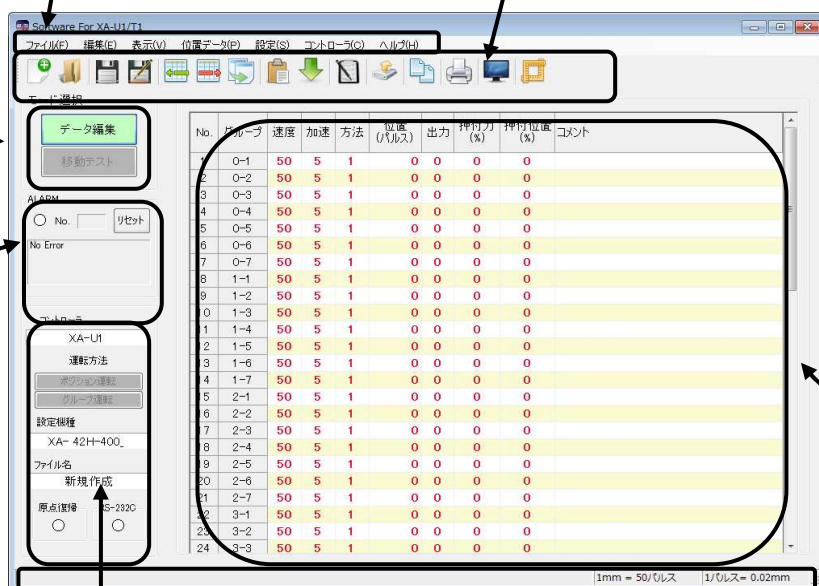 Software For XA-U1/T1
ファイル(F) 編集(E) 表示(V) 位置データ(P) 設定(S) コントローラ(C) ヘルプ(H)
モード選択
データ編集
移動テスト
ALARM
No. リセット
No Error
コントローラ
XA-U1
運転方法
ポジション運転
グループ運転
設定機種
XA- 42H-400_
ファイル名
新規作成
原点復帰 RS-232C
No. グループ 速度 加速 方法 位置(パルス) 出力 押付力(%) 押付位置(%) コメント
1 0-1 50 5 1 0 0 0 0
2 0-2 50 5 1 0 0 0 0
3 0-3 50 5 1 0 0 0 0
4 0-4 50 5 1 0 0 0 0
5 0-5 50 5 1 0 0 0 0
6 0-6 50 5 1 0 0 0 0
7 0-7 50 5 1 0 0 0 0
8 1-1 50 5 1 0 0 0 0
9 1-2 50 5 1 0 0 0 0
10 1-3 50 5 1 0 0 0 0
11 1-4 50 5 1 0 0 0 0
12 1-5 50 5 1 0 0 0 0
13 1-6 50 5 1 0 0 0 0
14 1-7 50 5 1 0 0 0 0
15 2-1 50 5 1 0 0 0 0
16 2-2 50 5 1 0 0 0 0
17 2-3 50 5 1 0 0 0 0
18 2-4 50 5 1 0 0 0 0
19 2-5 50 5 1 0 0 0 0
20 2-6 50 5 1 0 0 0 0
21 2-7 50 5 1 0 0 0 0
22 3-1 50 5 1 0 0 0 0
23 3-2 50 5 1 0 0 0 0
24 3-3 50 5 1 0 0 0 0
1mm = 50パルス 1パルス= 0.02mm